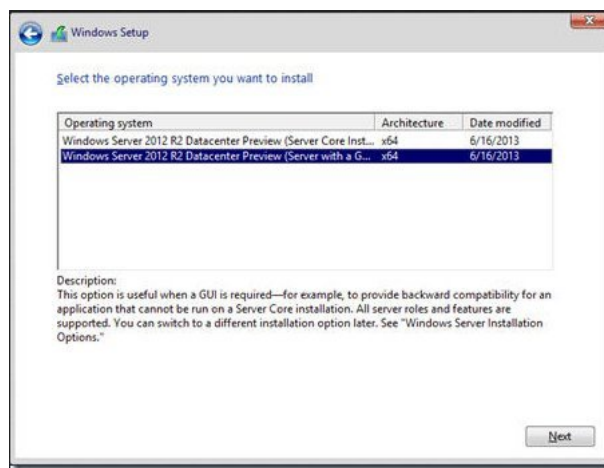 Windows Setup
Select the operating system you want to install
Operating system Architecture Date modified
Windows Server 2012 R2 Datacenter Preview (Server Core Inst... x64 6/16/2013
Windows Server 2012 R2 Datacenter Preview (Server with a G... x64 6/16/2013
Description:
This option is useful when a GUI is required—for example, to provide backward compatibility for an
application that cannot be run on a Server Core installation. All server roles and features are
supported. You can switch to a different installation option later. See "Windows Server Installation
Options."
Next